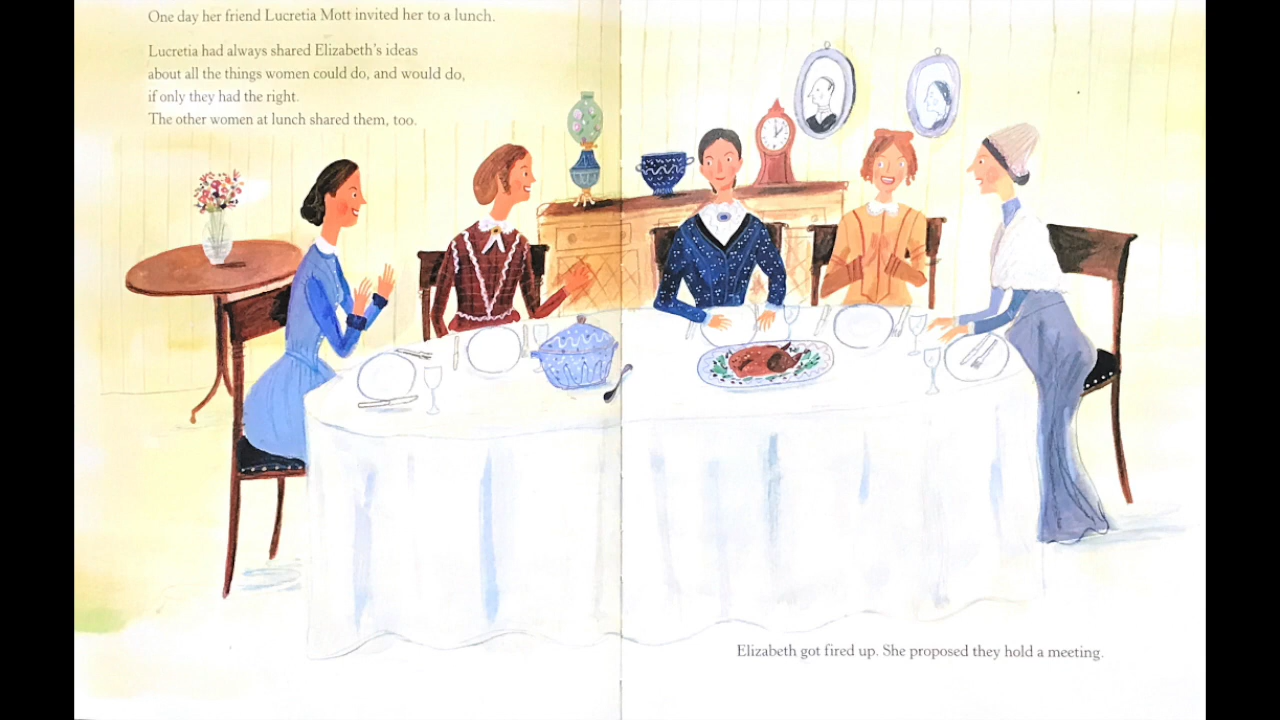 One day her friend Lucretia Mott invited her to a lunch.
Lucretia had always shared Elizabeth's ideas
about all the things women could do, and would do,
if only they had the right.
The other women at lunch shared them, too.
Elizabeth got fired up. She proposed they hold a meeting.